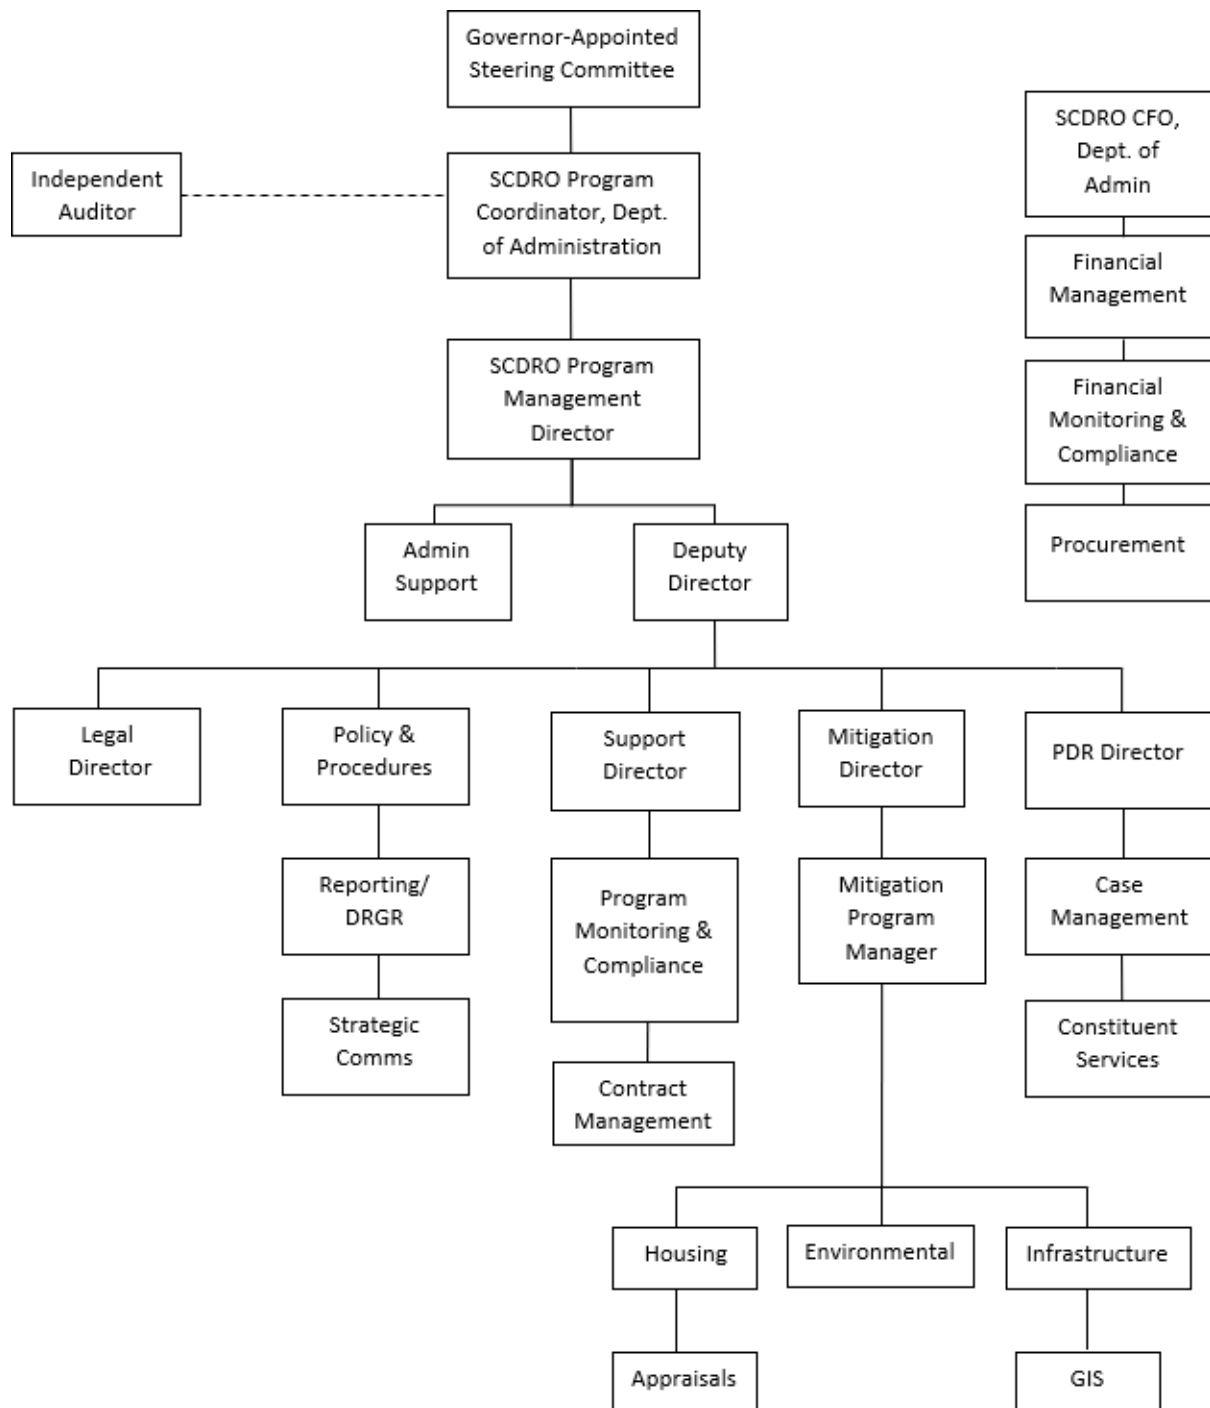 Governor-Appointed
Steering Committee
SCDRO CFO,
Dept. of
Admin
Independent
Auditor
SCDRO Program
Coordinator, Dept.
of Administration
Financial
Management
SCDRO Program
Management
Director
Financial
Monitoring &
Compliance
Admin
Support
Deputy
Director
Procurement
Legal
Director
Policy &
Procedures
Support
Director
Mitigation
Director
PDR Director
Reporting/
DRGR
Program
Monitoring &
Compliance
Mitigation
Program
Manager
Case
Management
Strategic
Comms
Contract
Management
Constituent
Services
Housing
Environmental
Infrastructure
Appraisals
GIS